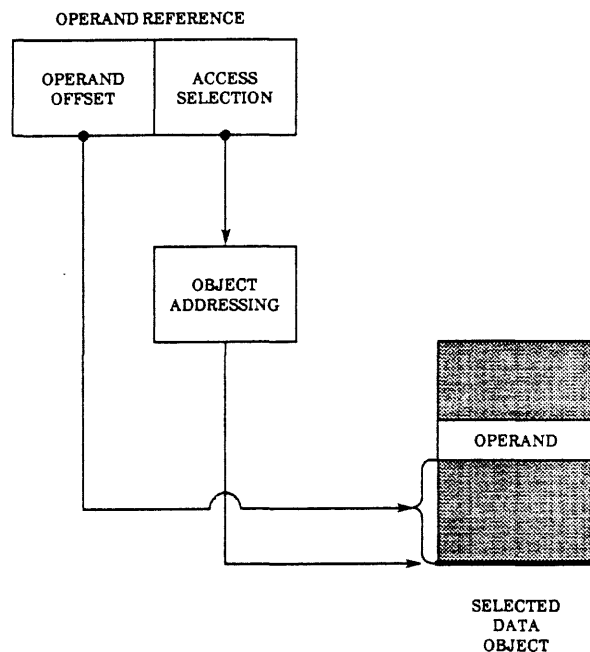 OPERAND REFERENCE
OPERAND
OFFSET
ACCESS
SELECTION
OBJECT
ADDRESSING
OPERAND
SELECTED
DATA
OBJECT